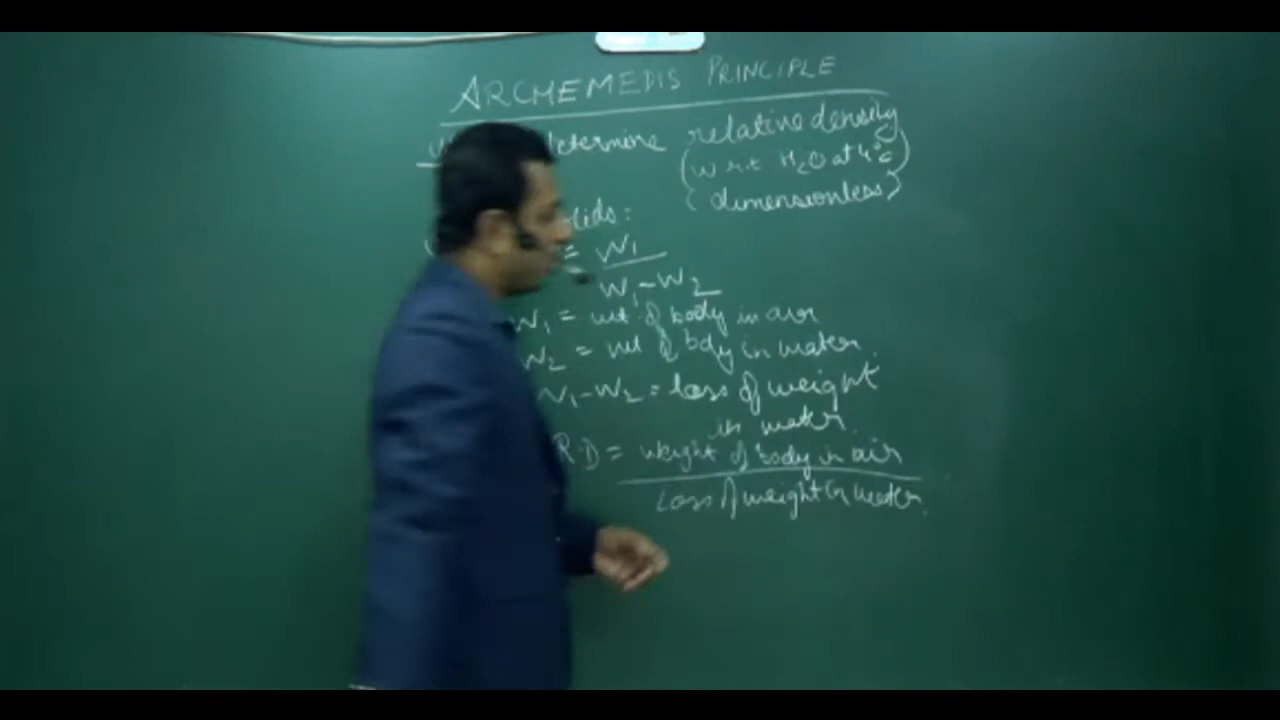 ARCHEMEDIS PRINCIPLE
determine relative density
(w r.t H₂O at 4°C)
(dimensionless)
lids:
= W₁
W₁-W₂
W₁ = wt of body in air
W₂ = wt of body in water.
W₁-W₂ = loss of weight
in water.
R.D = weight of body in air
Loss of weight in water.